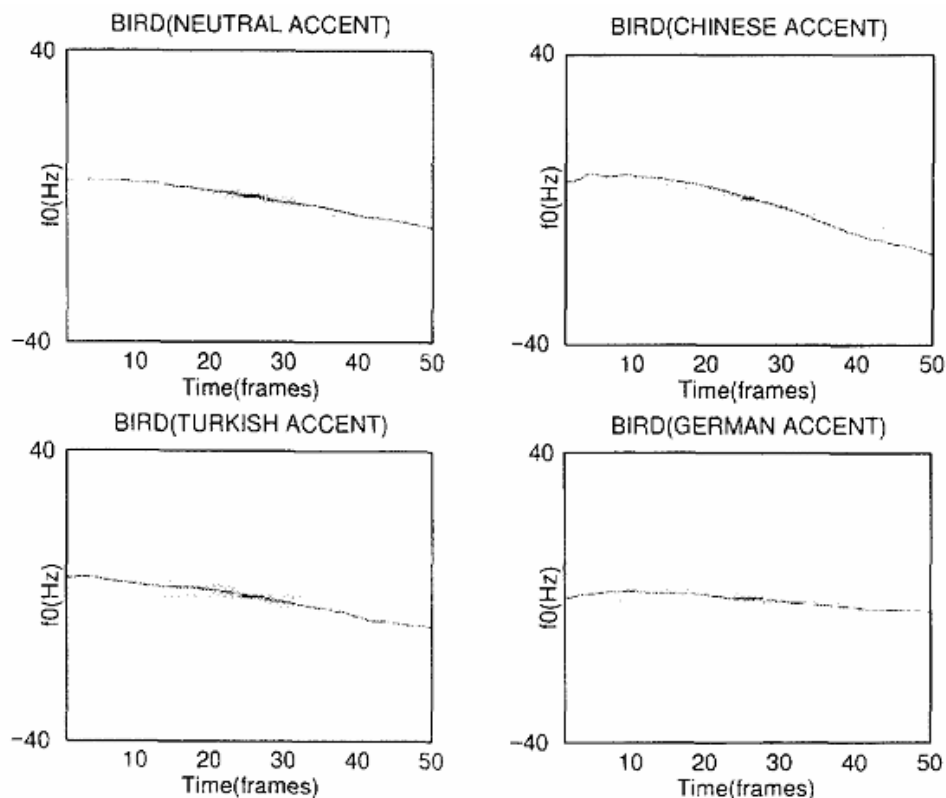 BIRD(NEUTRAL ACCENT)
40
f0(Hz)
−40
10 20 30 40 50
Time(frames)
BIRD(CHINESE ACCENT)
40
f0(Hz)
−40
10 20 30 40 50
Time(frames)
BIRD(TURKISH ACCENT)
40
f0(Hz)
−40
10 20 30 40 50
Time(frames)
BIRD(GERMAN ACCENT)
40
f0(Hz)
−40
10 20 30 40 50
Time(frames)